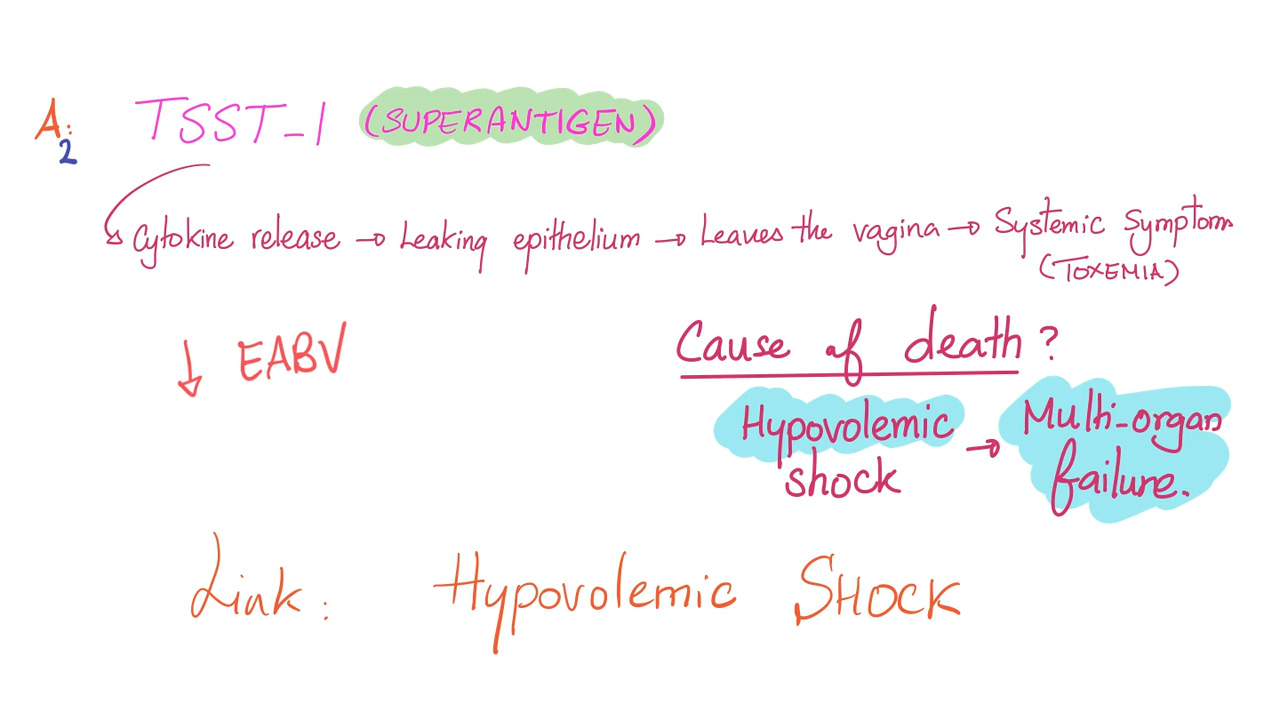 A2: TSST-1 (SUPERANTIGEN)
Cytokine release → Leaking epithelium → Leaves the vagina → Systemic Symptoms
(TOXEMIA)
↓ EABV
Cause of death?
Hypovolemic shock → Multi-organ failure.
Link: Hypovolemic SHOCK